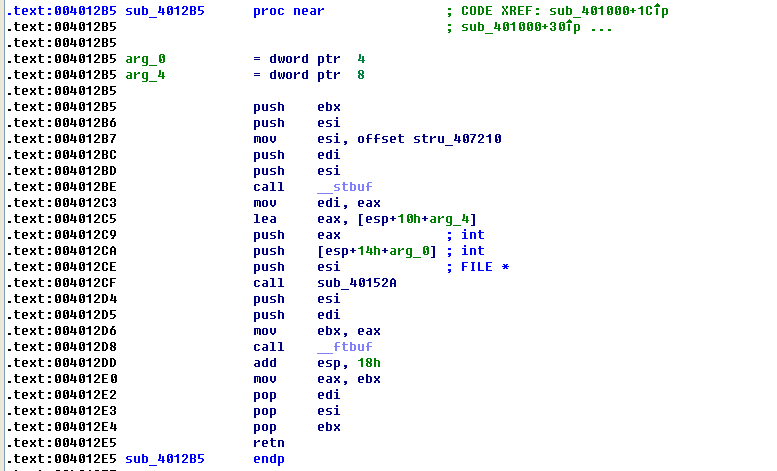 .text:004012B5 sub_4012B5 proc near ; CODE XREF: sub_401000+1CÎp
.text:004012B5 ; sub_401000+30Îp ...
.text:004012B5
.text:004012B5 arg_0 = dword ptr 4
.text:004012B5 arg_4 = dword ptr 8
.text:004012B5
.text:004012B5 push ebx
.text:004012B6 push esi
.text:004012B7 mov esi, offset stru_407210
.text:004012BC push edi
.text:004012BD push esi
.text:004012BE call __stbuf
.text:004012C3 mov edi, eax
.text:004012C5 lea eax, [esp+10h+arg_4]
.text:004012C9 push eax ; int
.text:004012CA push [esp+14h+arg_0] ; int
.text:004012CE push esi ; FILE *
.text:004012CF call sub_40152A
.text:004012D4 push esi
.text:004012D5 push edi
.text:004012D6 mov ebx, eax
.text:004012D8 call __ftbuf
.text:004012DD add esp, 18h
.text:004012E0 mov eax, ebx
.text:004012E2 pop edi
.text:004012E3 pop esi
.text:004012E4 pop ebx
.text:004012E5 retn
.text:004012E5 sub_4012B5 endp